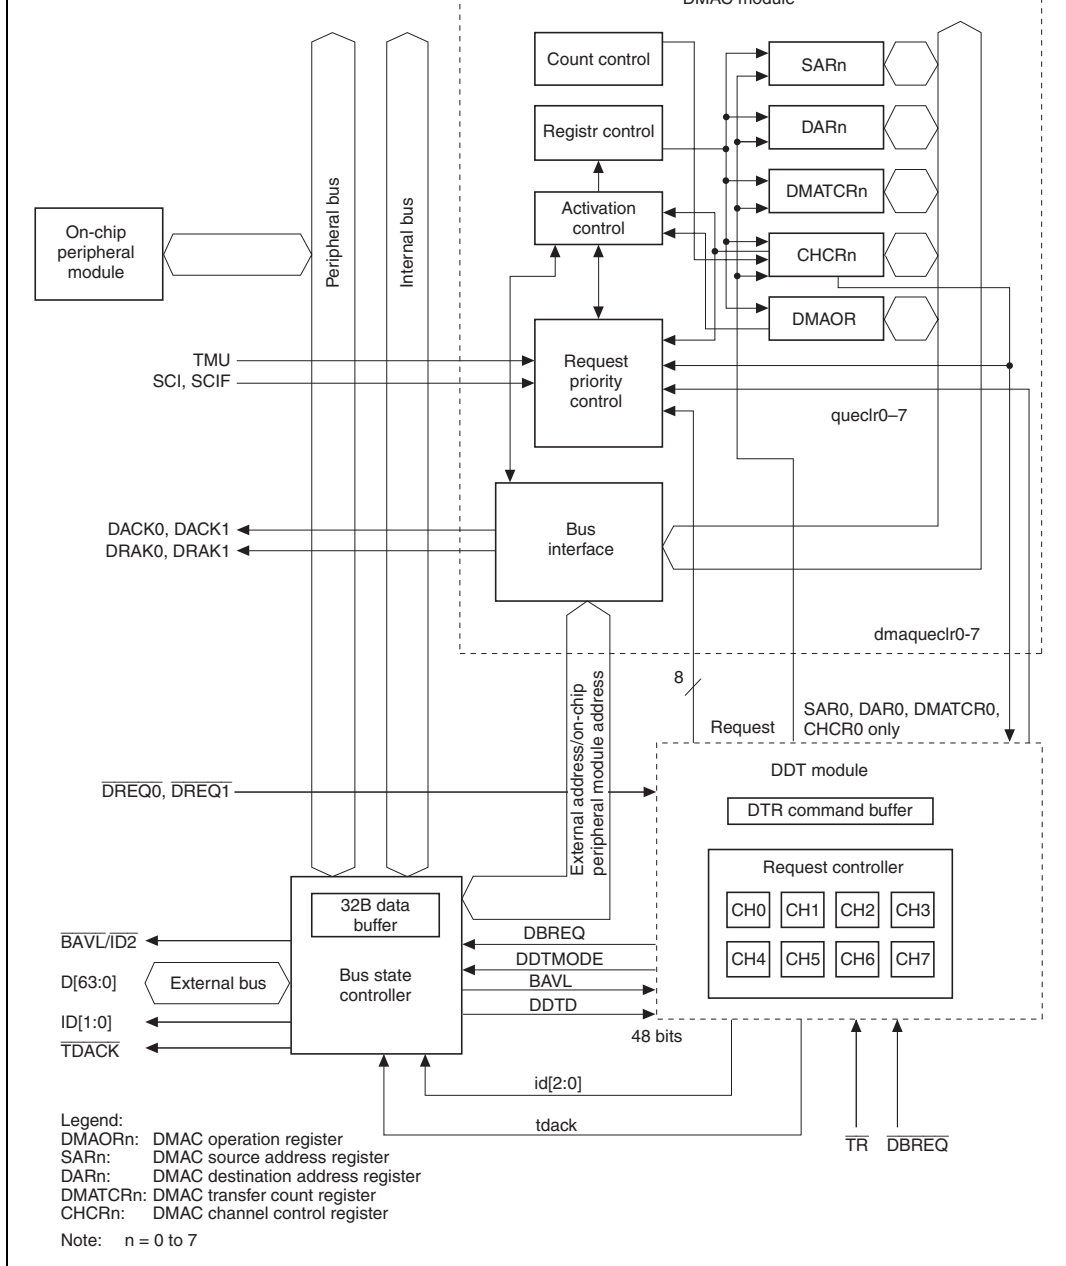 DMAC module
Count control
SARn
Registr control
DARn
DMATCRn
Activation
control
On-chip
peripheral
module
Peripheral bus
Internal bus
CHCRn
DMAOR
TMU
SCI, SCIF
Request
priority
control
queclr0–7
DACK0, DACK1
DRAK0, DRAK1
Bus
interface
dmaqueclr0-7
8
External address/on-chip
peripheral module address
Request
SAR0, DAR0, DMATCR0,
CHCR0 only
DDT module
DREQ0, DREQ1
DTR command buffer
Request controller
CH0 CH1 CH2 CH3
CH4 CH5 CH6 CH7
32B data
buffer
Bus state
controller
DBREQ
DDTMODE
BAVL
DDTD
48 bits
BAVL/ID2
D[63:0]
External bus
ID[1:0]
TDACK
id[2:0]
tdack
TR DBREQ
Legend:
DMAORn: DMAC operation register
SARn: DMAC source address register
DARn: DMAC destination address register
DMATCRn: DMAC transfer count register
CHCRn: DMAC channel control register
Note: n = 0 to 7